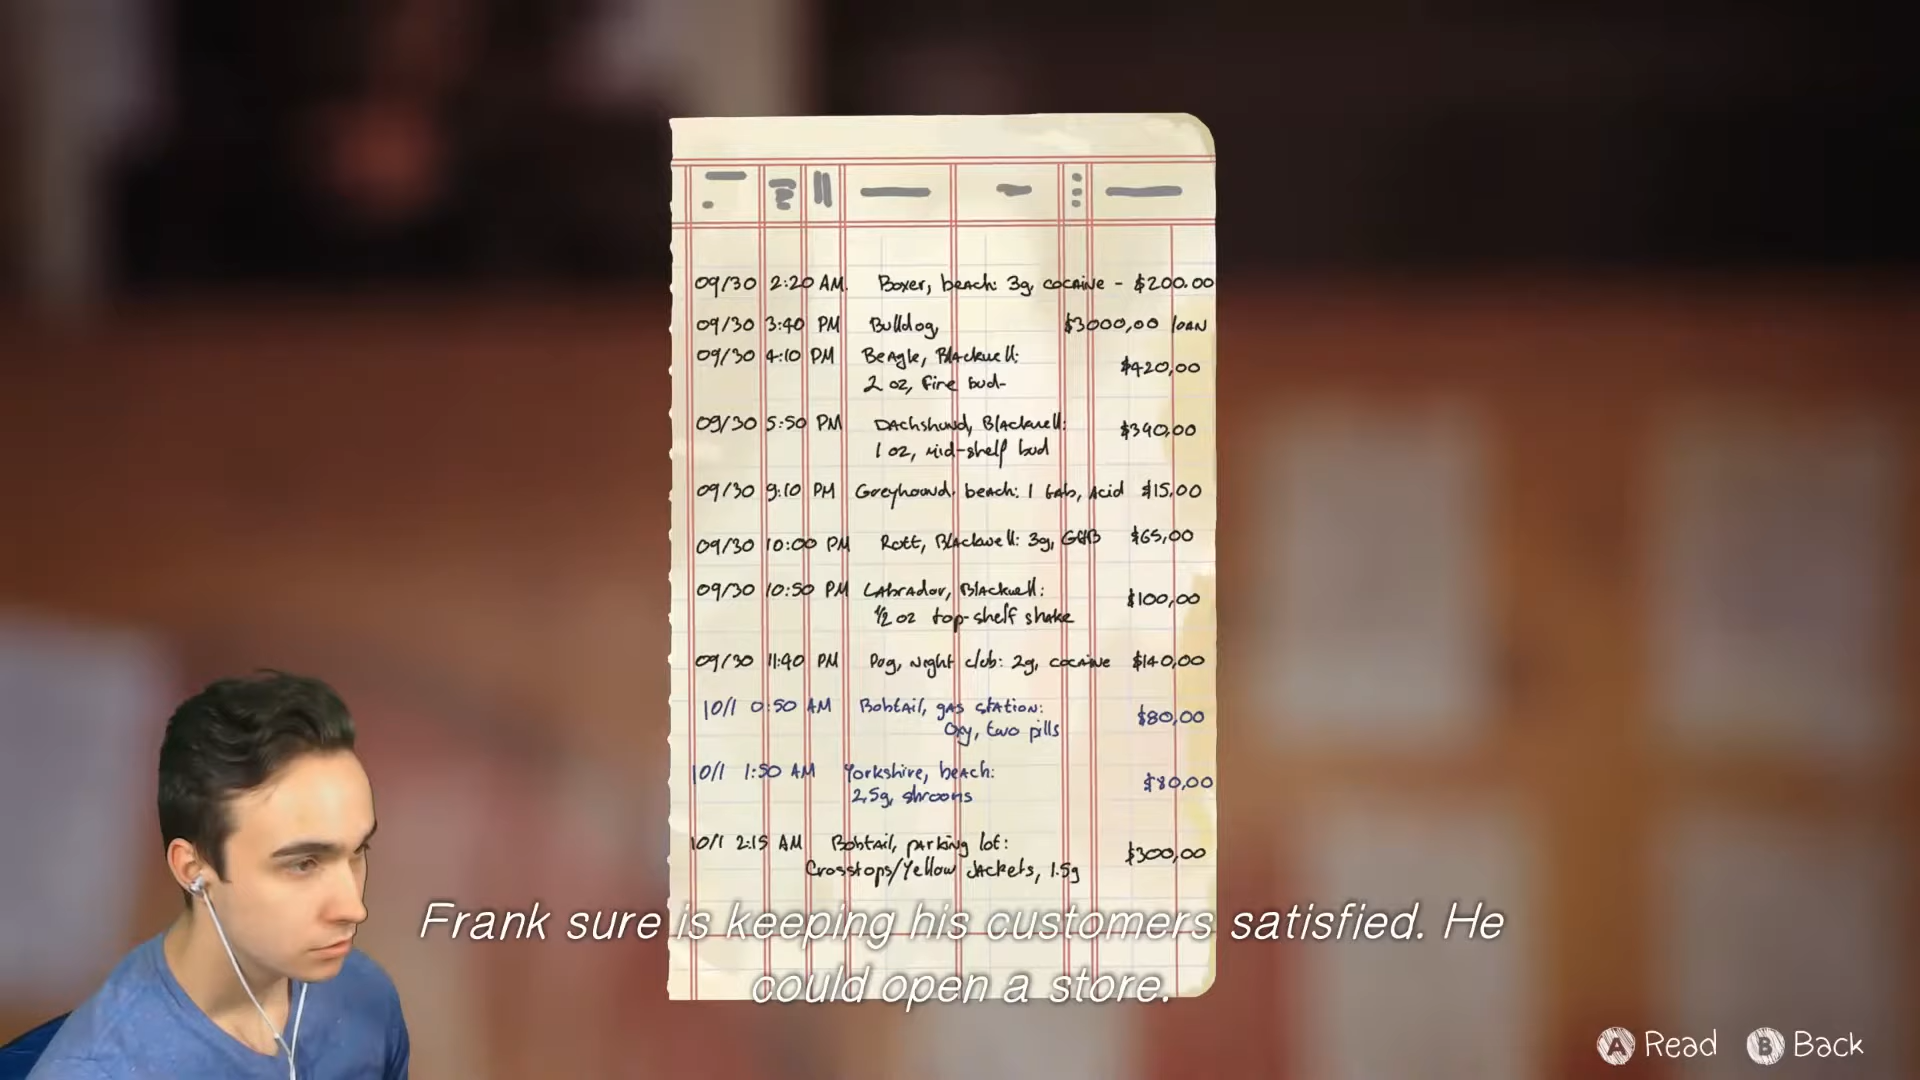 09/30 2:20 AM. Boxer, beach: 3g, cocaine - $200.00
09/30 3:40 PM Bulldog, $3000,00 loan
09/30 4:10 PM Beagle, Blackwell:
2 oz, fire bud- $420,00
09/30 5:50 PM Dachshund, Blackwell: $340,00
1 oz, mid-shelf bud
09/30 9:10 PM Greyhound, beach: 1 tab, acid $15,00
09/30 10:00 PM Rott, Blackwell: 3g, GHB $65,00
09/30 10:50 PM Labrador, Blackwell: $100,00
1/2 oz top-shelf shake
09/30 11:40 PM Pog, night club: 2g, cocaine $140,00
10/1 0:50 AM Bobtail, gas station: $80,00
Oxy, two pills
10/1 1:50 AM Yorkshire, beach: $80,00
2,5g, shrooms
10/1 2:15 AM Bobtail, parking lot: $300,00
Crosstops/Yellow Jackets, 1.5g
Frank sure is keeping his customers satisfied. He
could open a store.
A Read B Back